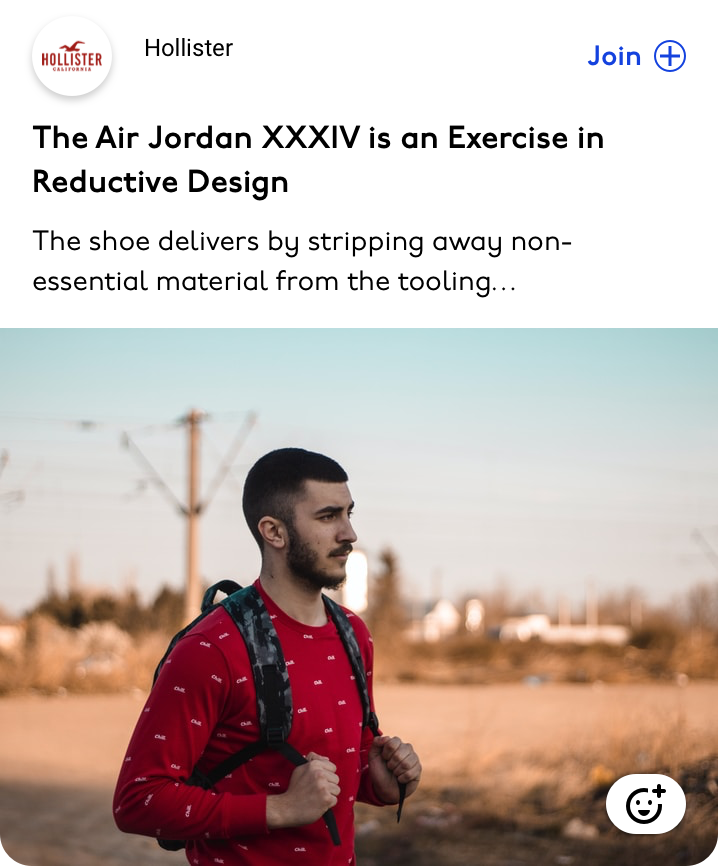 HOLLISTER
CALIFORNIA
Hollister
Join
The Air Jordan XXXIV is an Exercise in
Reductive Design
The shoe delivers by stripping away non-
essential material from the tooling...
Chill.